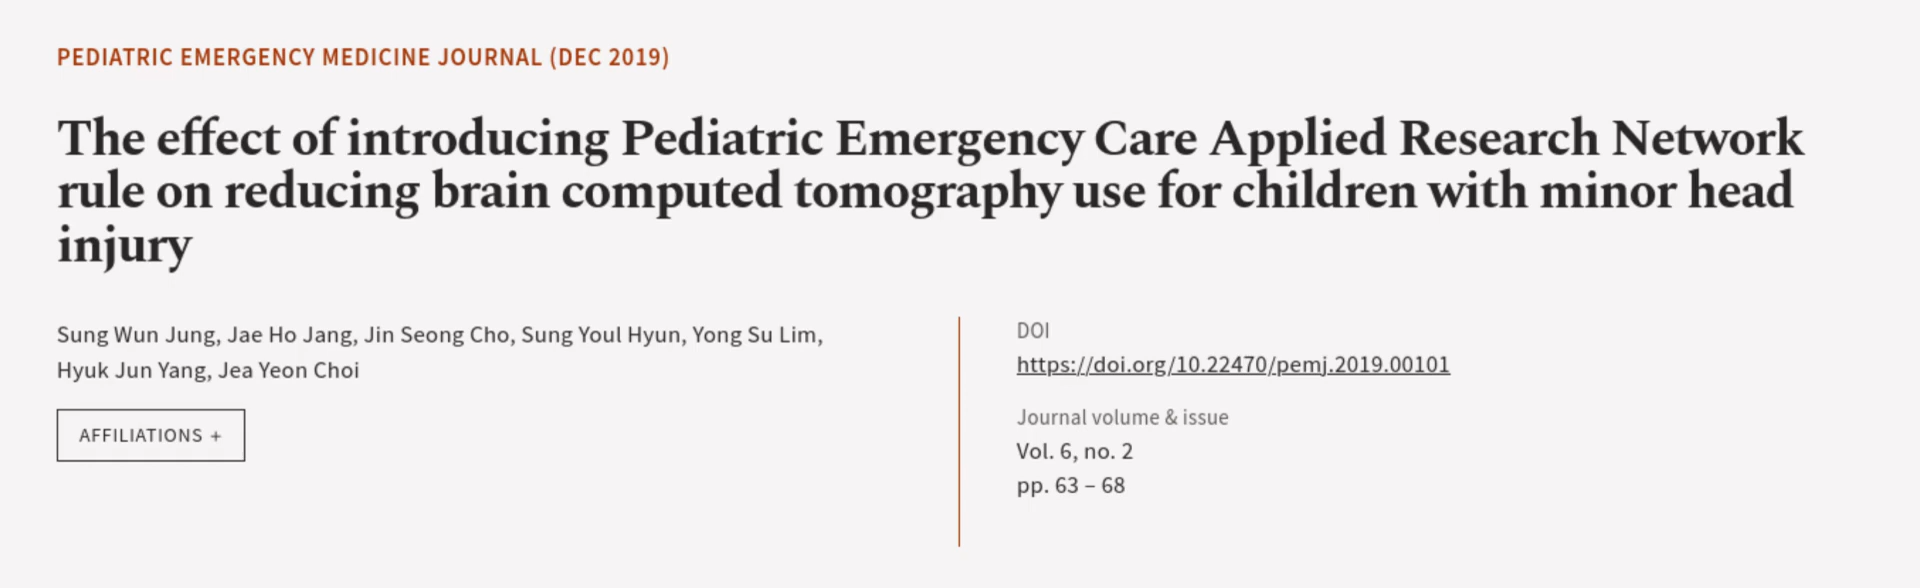 PEDIATRIC EMERGENCY MEDICINE JOURNAL (DEC 2019)
The effect of introducing Pediatric Emergency Care Applied Research Network
rule on reducing brain computed tomography use for children with minor head
injury
Sung Wun Jung, Jae Ho Jang, Jin Seong Cho, Sung Youl Hyun, Yong Su Lim,
Hyuk Jun Yang, Jea Yeon Choi
AFFILIATIONS +
DOI
https://doi.org/10.22470/pemj.2019.00101
Journal volume & issue
Vol. 6, no. 2
pp. 63 – 68